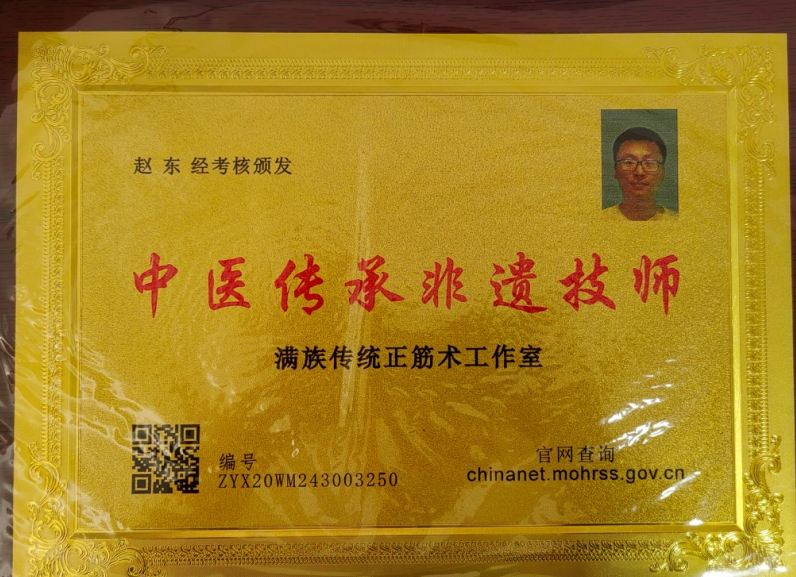 赵 东 经考核颁发
中医传承非遗技师
满族传统正筋术工作室
编号
ZYX20WM243003250
官网查询
chinanet.mohrss.gov.cn